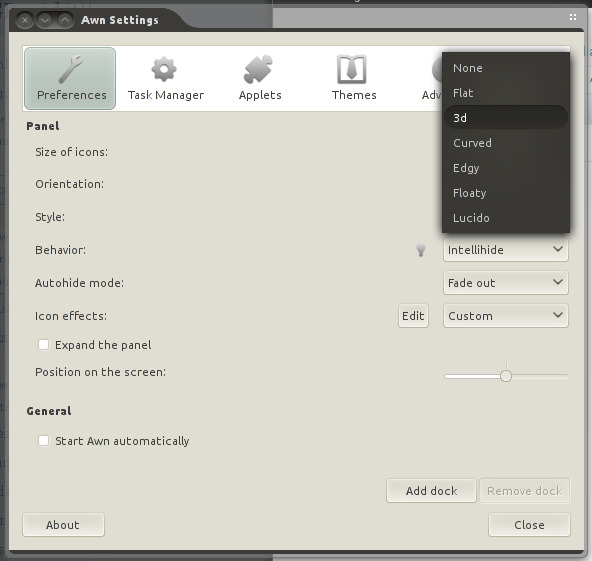 Awn Settings
Preferences
Task Manager
Applets
Themes
None
Flat
3d
Curved
Edgy
Floaty
Lucido
Panel
Size of icons:
Orientation:
Style:
Behavior:
Intellihide
Autohide mode:
Fade out
Icon effects:
Edit
Custom
Expand the panel
Position on the screen:
General
Start Awn automatically
Add dock
Remove dock
About
Close